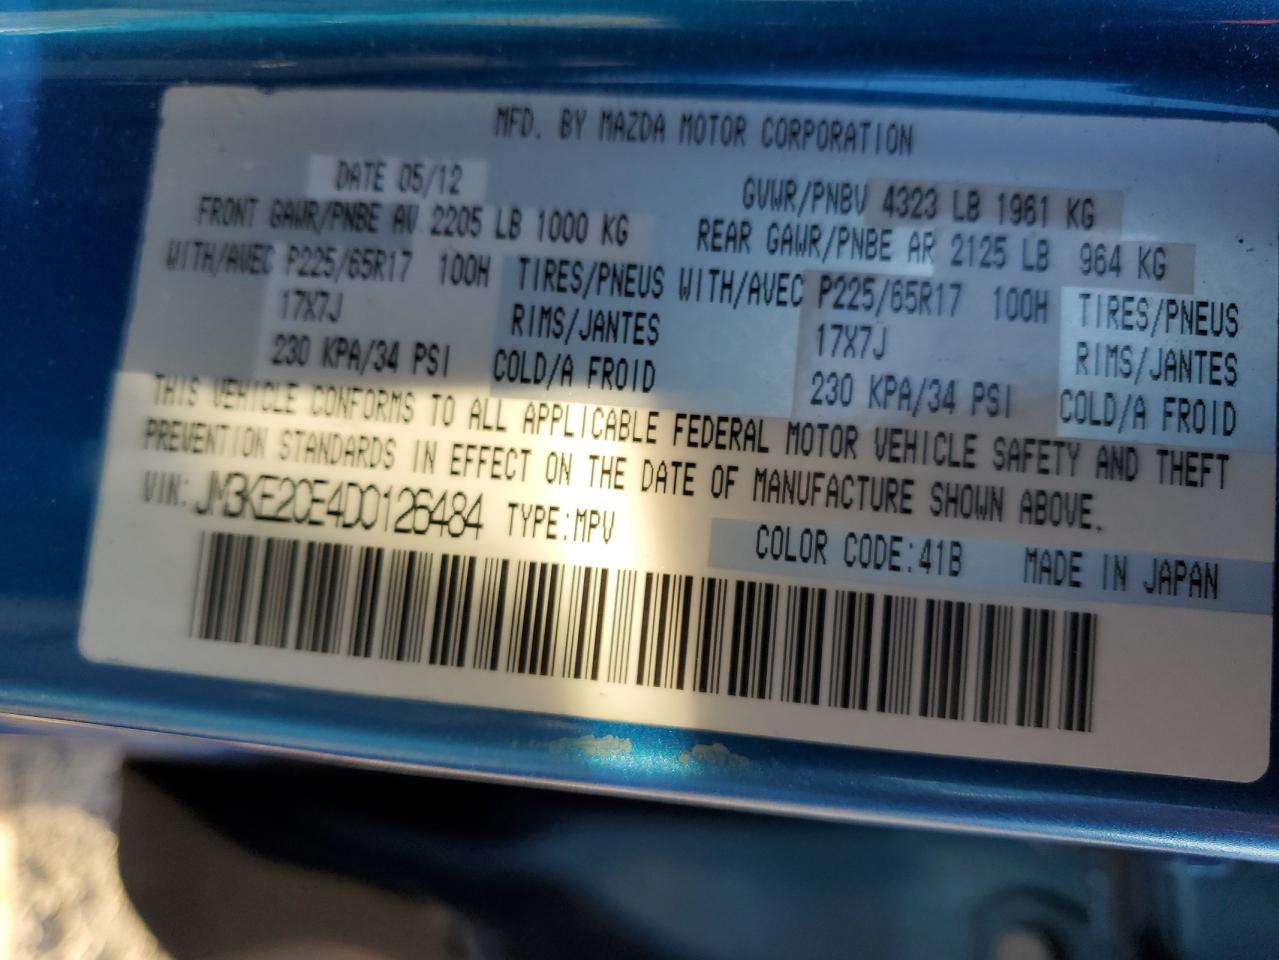 MFD. BY MAZDA MOTOR CORPORATION
DATE 05/12 GVWR/PNBV 4323 LB 1961 KG
FRONT GAWR/PNBE AV 2205 LB 1000 KG REAR GAWR/PNBE AR 2125 LB 964 KG
WITH/AVEC P225/65R17 100H TIRES/PNEUS WITH/AVEC P225/65R17 100H TIRES/PNEUS
17X7J RIMS/JANTES 17X7J RIMS/JANTES
230 KPA/34 PSI COLD/A FROID 230 KPA/34 PSI COLD/A FROID
THIS VEHICLE CONFORMS TO ALL APPLICABLE FEDERAL MOTOR VEHICLE SAFETY AND THEFT
PREVENTION STANDARDS IN EFFECT ON THE DATE OF MANUFACTURE SHOWN ABOVE.
VIN: JM3KE2CE4D0126484 TYPE:MPV COLOR CODE:41B MADE IN JAPAN